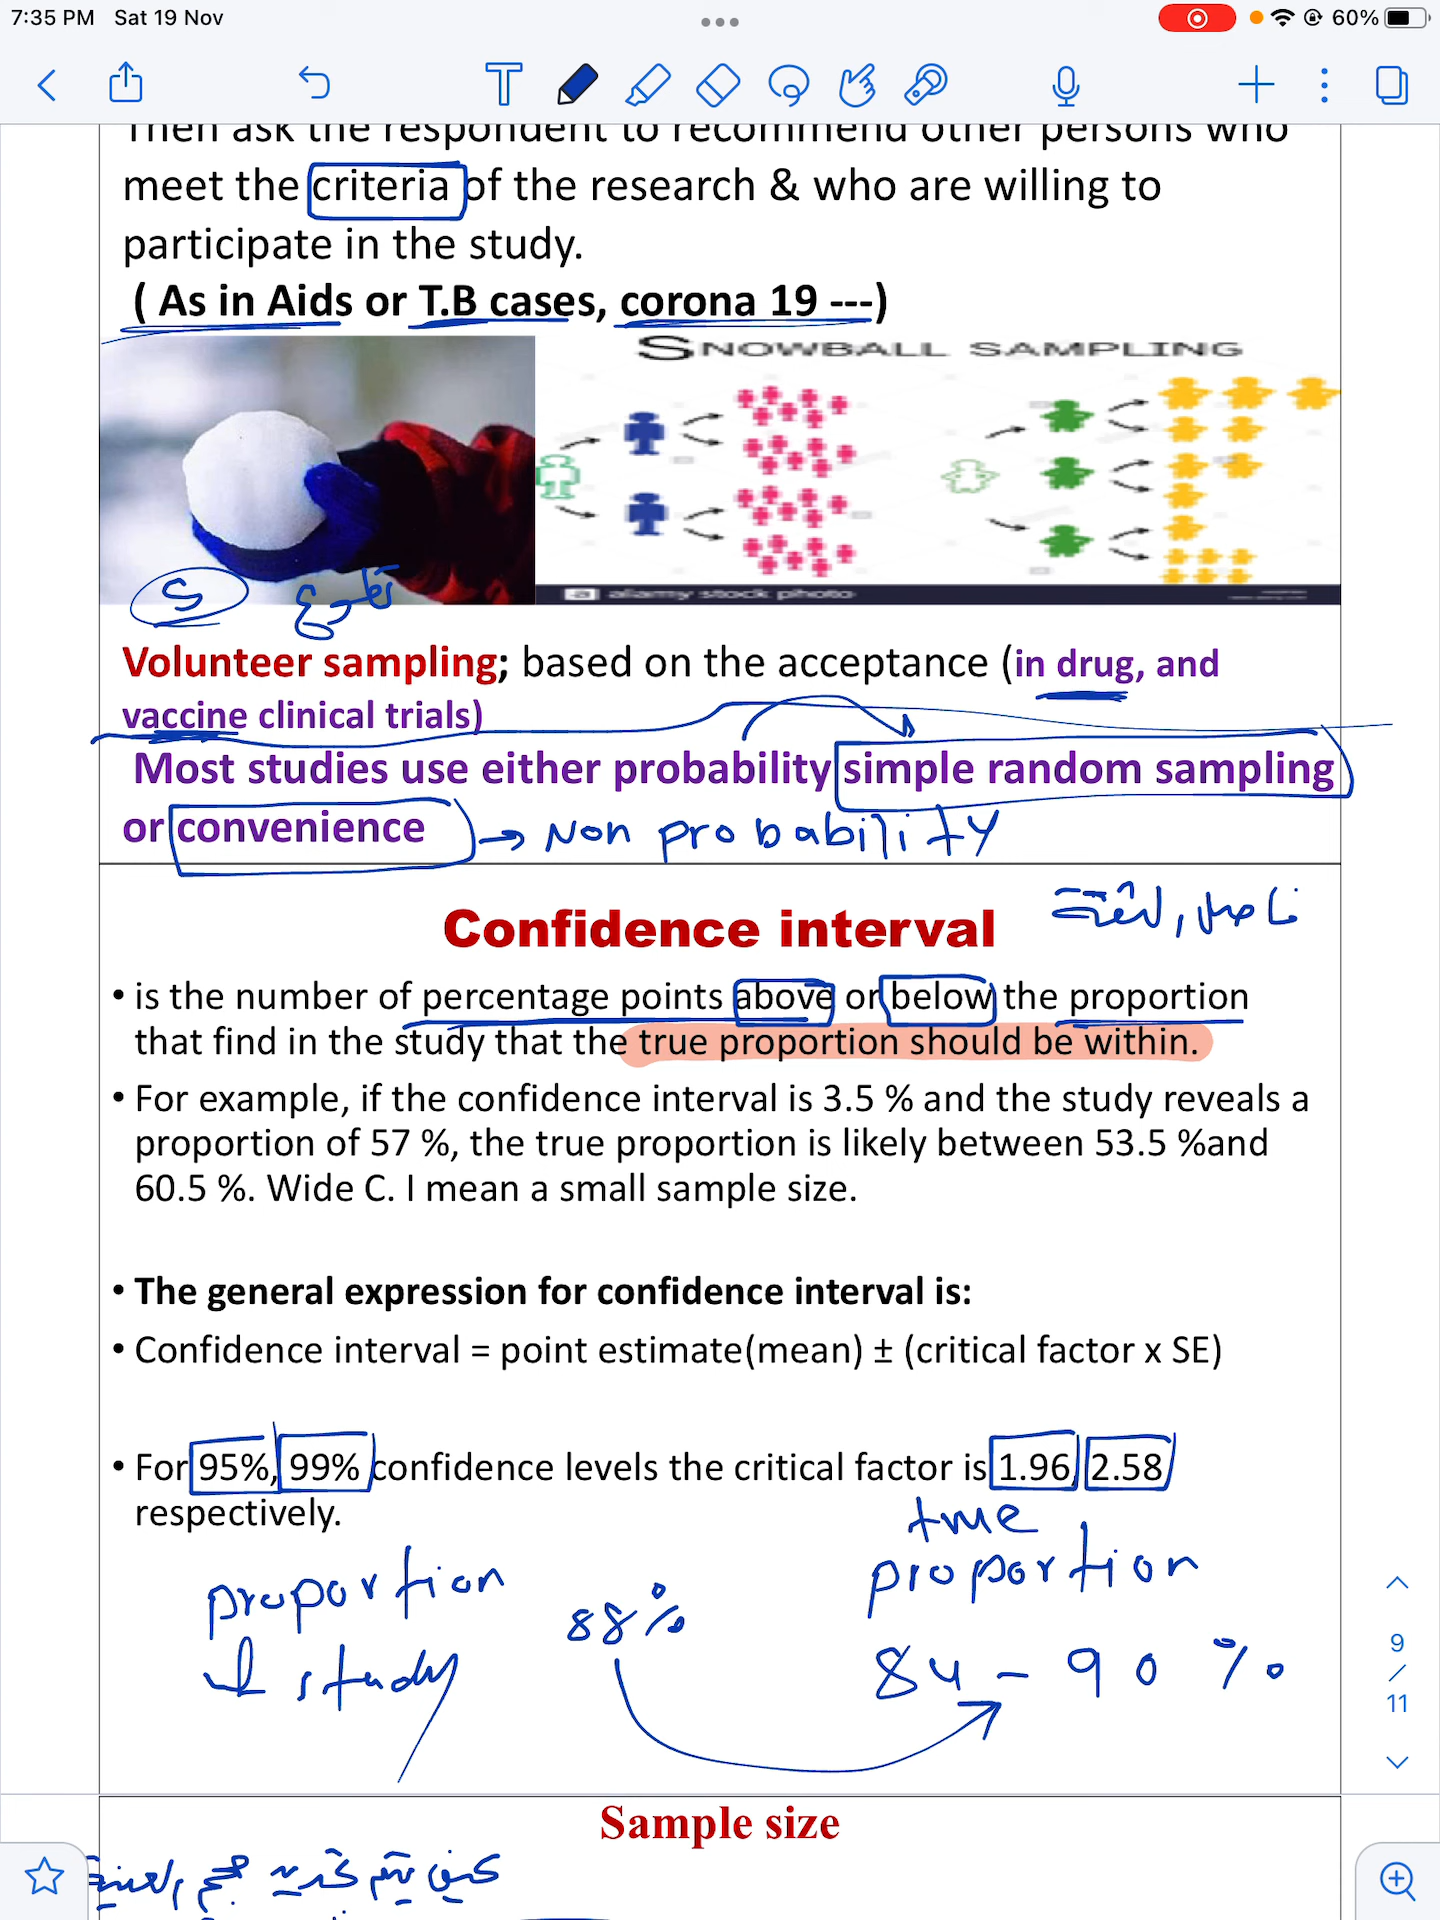 7:35 PM Sat 19 Nov
60%
T
Then ask the respondent to recommend other persons who
meet the criteria of the research & who are willing to
participate in the study.
( As in Aids or T.B cases, corona 19 ---)
SNOWBALL SAMPLING
a alamy stock photo
S
Volunteer sampling; based on the acceptance (in drug, and
vaccine clinical trials)
Most studies use either probability simple random sampling
or convenience → Non probability
Confidence interval
• is the number of percentage points above or below the proportion
that find in the study that the true proportion should be within.
• For example, if the confidence interval is 3.5 % and the study reveals a
proportion of 57 %, the true proportion is likely between 53.5 %and
60.5 %. Wide C. I mean a small sample size.
• The general expression for confidence interval is:
• Confidence interval = point estimate(mean) ± (critical factor x SE)
• For 95%, 99% confidence levels the critical factor is 1.96, 2.58
respectively.
true
proportion 88% proportion
study 84 - 90 %
9
/
11
Sample size
كيف يتم تحديد حجم العينة